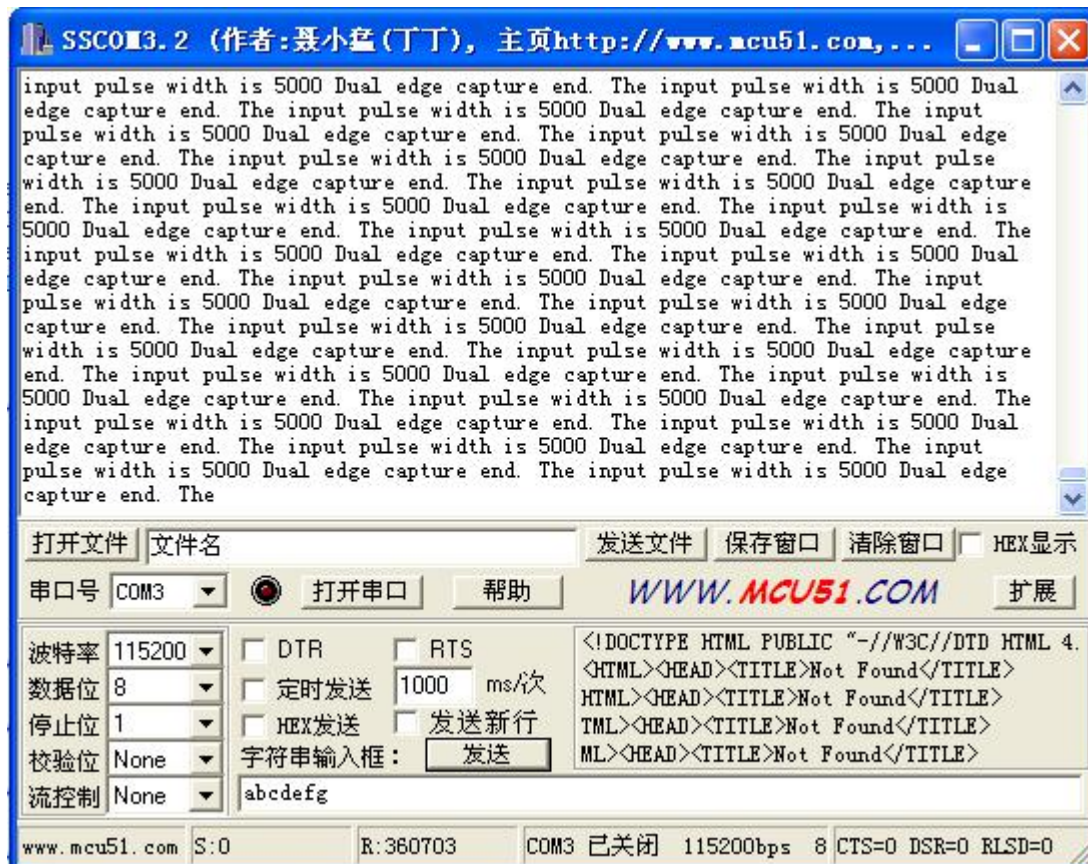 SSCOM3.2 (作者:聂小猛(丁丁), 主页http://www.mcu51.com,...
input pulse width is 5000 Dual edge capture end. The input pulse width is 5000 Dual
edge capture end. The input pulse width is 5000 Dual edge capture end. The input
pulse width is 5000 Dual edge capture end. The input pulse width is 5000 Dual edge
capture end. The input pulse width is 5000 Dual edge capture end. The input pulse
width is 5000 Dual edge capture end. The input pulse width is 5000 Dual edge capture
end. The input pulse width is 5000 Dual edge capture end. The input pulse width is
5000 Dual edge capture end. The input pulse width is 5000 Dual edge capture end. The
input pulse width is 5000 Dual edge capture end. The input pulse width is 5000 Dual
edge capture end. The input pulse width is 5000 Dual edge capture end. The input
pulse width is 5000 Dual edge capture end. The input pulse width is 5000 Dual edge
capture end. The input pulse width is 5000 Dual edge capture end. The input pulse
width is 5000 Dual edge capture end. The input pulse width is 5000 Dual edge capture
end. The input pulse width is 5000 Dual edge capture end. The input pulse width is
5000 Dual edge capture end. The input pulse width is 5000 Dual edge capture end. The
input pulse width is 5000 Dual edge capture end. The input pulse width is 5000 Dual
edge capture end. The input pulse width is 5000 Dual edge capture end. The input
pulse width is 5000 Dual edge capture end. The input pulse width is 5000 Dual edge
capture end. The
打开文件 文件名 发送文件 保存窗口 清除窗口 HEX显示
串口号 COM3 打开串口 帮助 WWW.MCU51.COM 扩展
波特率 115200 DTR RTS
数据位 8 定时发送 1000 ms/次
停止位 1 HEX发送 发送新行
校验位 None 字符串输入框: 发送
流控制 None abcdefg
<!DOCTYPE HTML PUBLIC "-//W3C//DTD HTML 4.
<HTML><HEAD><TITLE>Not Found</TITLE>
HTML><HEAD><TITLE>Not Found</TITLE>
TML><HEAD><TITLE>Not Found</TITLE>
ML><HEAD><TITLE>Not Found</TITLE>
www.mcu51.com S:0 R:360703 COM3 已关闭 115200bps 8 CTS=0 DSR=0 RLSD=0